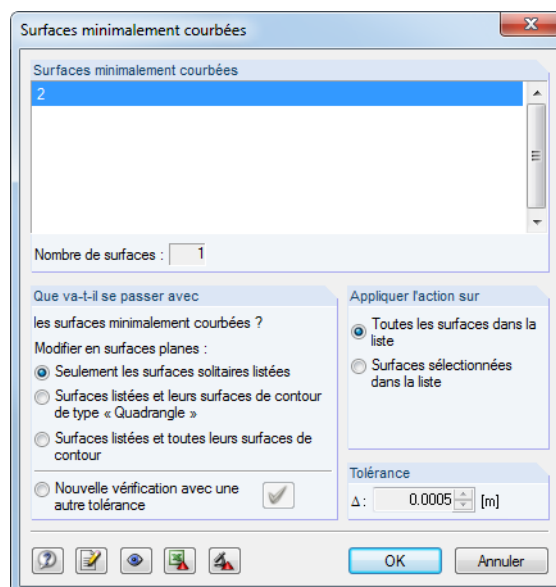 Surfaces minimalement courbées
Surfaces minimalement courbées
2
Nombre de surfaces : 1
Que va-t-il se passer avec
les surfaces minimalement courbées ?
Modifier en surfaces planes :
Seulement les surfaces solitaires listées
Surfaces listées et leurs surfaces de contour
de type « Quadrangle »
Surfaces listées et toutes leurs surfaces de
contour
Nouvelle vérification avec une
autre tolérance
Appliquer l'action sur
Toutes les surfaces dans la
liste
Surfaces sélectionnées
dans la liste
Tolérance
Δ : 0.0005 [m]
OK Annuler